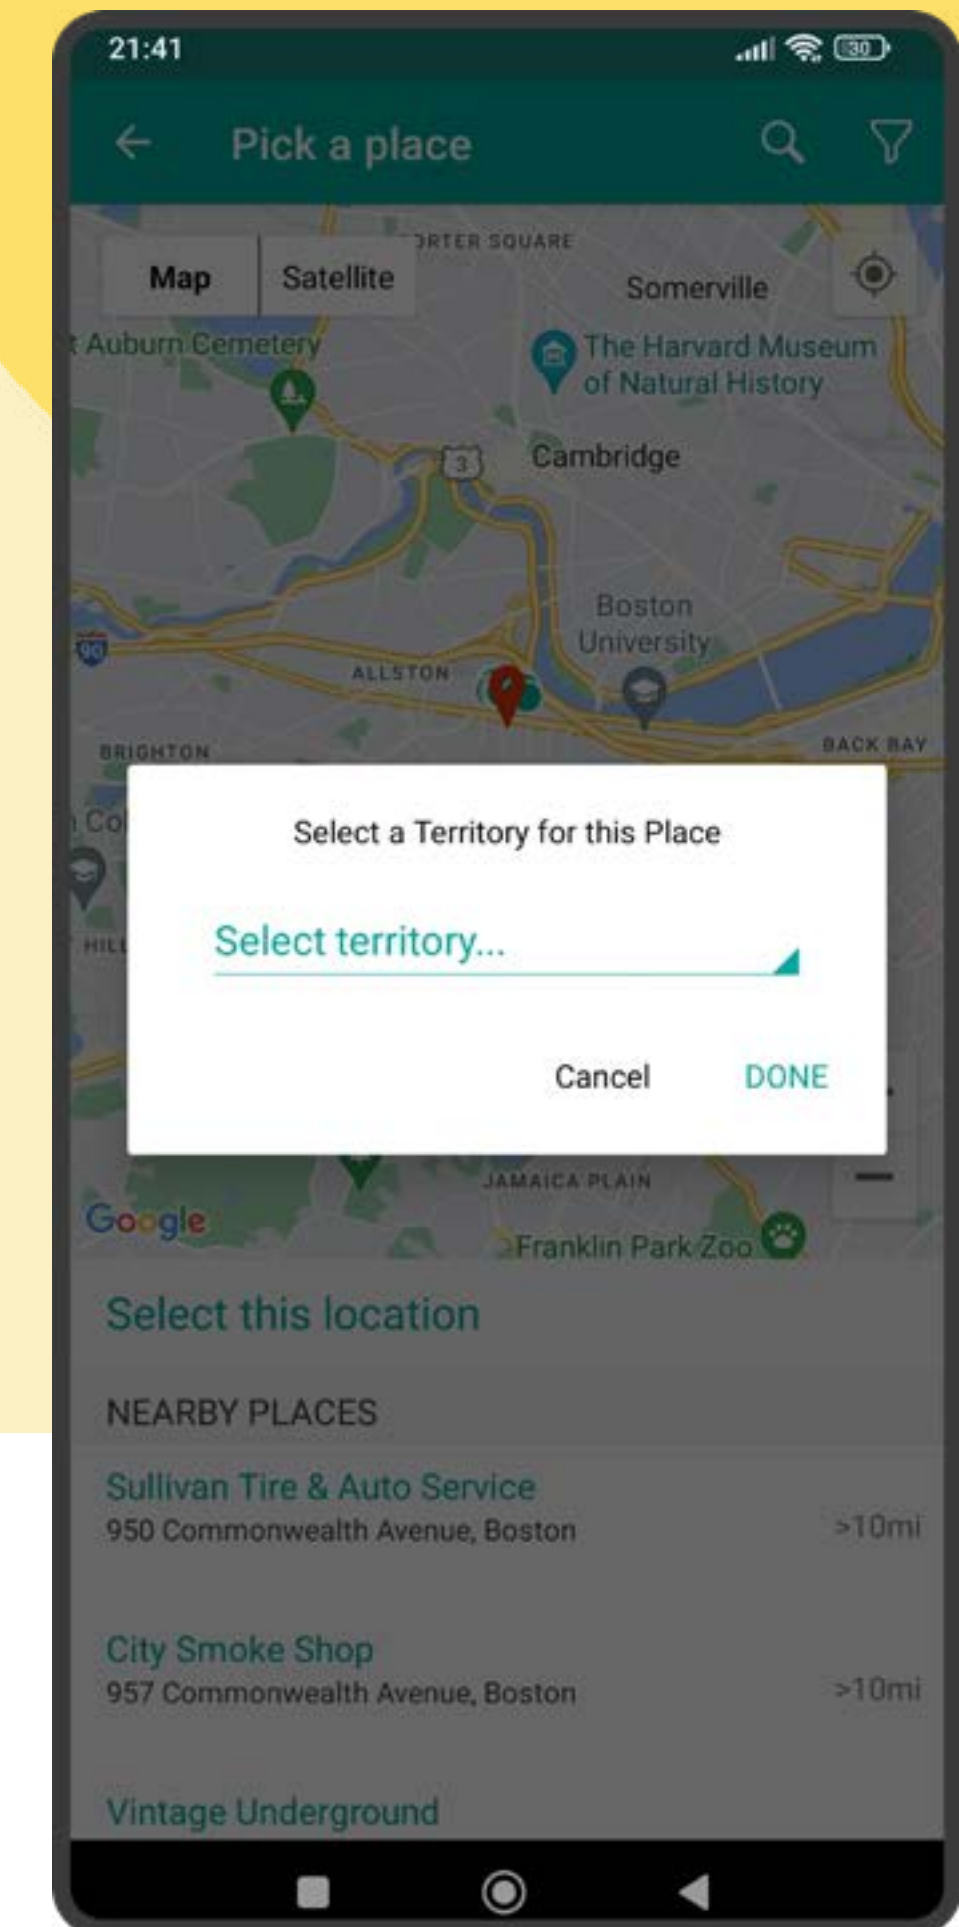 21:41
30
Pick a place
Map
Satellite
ORTER SQUARE
Somerville
t Auburn Cemetery
The Harvard Museum
of Natural History
3
Cambridge
Boston
University
90
ALLSTON
BRIGHTON
BACK BAY
Col
HILL
Select a Territory for this Place
Select territory...
Cancel
DONE
JAMAICA PLAIN
Google
Franklin Park Zoo
Select this location
NEARBY PLACES
Sullivan Tire & Auto Service
950 Commonwealth Avenue, Boston
>10mi
City Smoke Shop
957 Commonwealth Avenue, Boston
>10mi
Vintage Underground